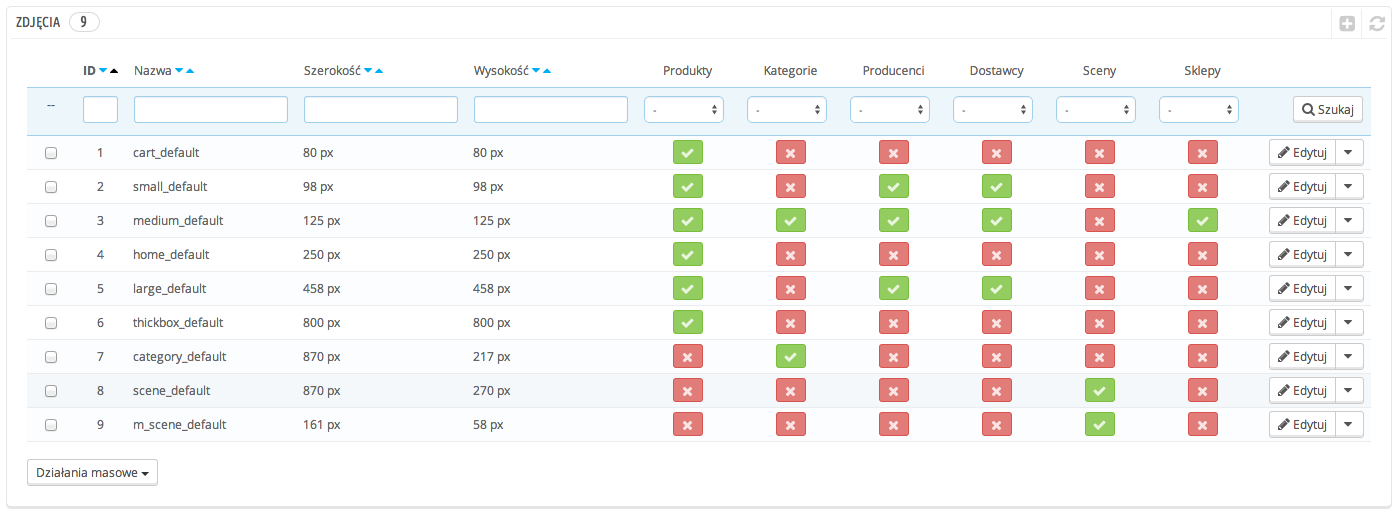 ZDJĘCIA 9
ID Nazwa Szerokość Wysokość Produkty Kategorie Producenci Dostawcy Sceny Sklepy
-- - - - - - - Szukaj
1 cart_default 80 px 80 px Edytuj
2 small_default 98 px 98 px Edytuj
3 medium_default 125 px 125 px Edytuj
4 home_default 250 px 250 px Edytuj
5 large_default 458 px 458 px Edytuj
6 thickbox_default 800 px 800 px Edytuj
7 category_default 870 px 217 px Edytuj
8 scene_default 870 px 270 px Edytuj
9 m_scene_default 161 px 58 px Edytuj
Działania masowe